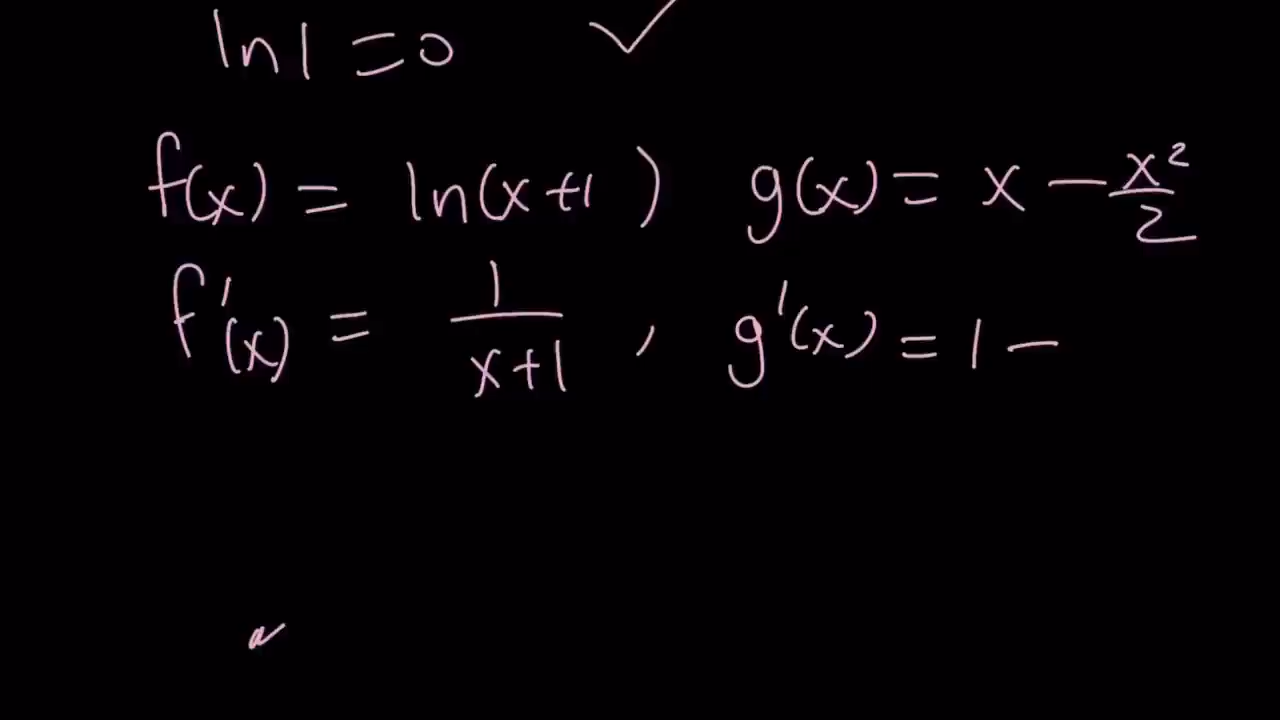 ln1 = 0 ✓
f(x) = ln(x+1) g(x) = x - x²/2
f'(x) = 1/(x+1) , g'(x) = 1 -